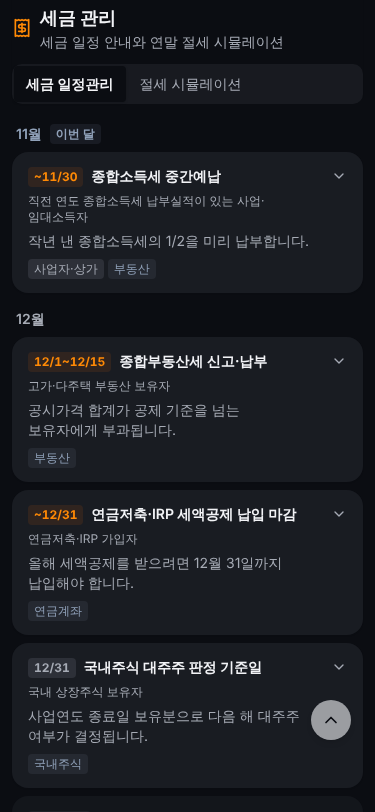 세금 관리
세금 일정 안내와 연말 절세 시뮬레이션
세금 일정관리
절세 시뮬레이션
11월 이번 달
~11/30 종합소득세 중간예납
직전 연도 종합소득세 납부실적이 있는 사업·
임대소득자
작년 낸 종합소득세의 1/2을 미리 납부합니다.
사업자·상가 부동산
12월
12/1~12/15 종합부동산세 신고·납부
고가·다주택 부동산 보유자
공시가격 합계가 공제 기준을 넘는
보유자에게 부과됩니다.
부동산
~12/31 연금저축·IRP 세액공제 납입 마감
연금저축·IRP 가입자
올해 세액공제를 받으려면 12월 31일까지
납입해야 합니다.
연금계좌
12/31 국내주식 대주주 판정 기준일
국내 상장주식 보유자
사업연도 종료일 보유분으로 다음 해 대주주
여부가 결정됩니다.
국내주식